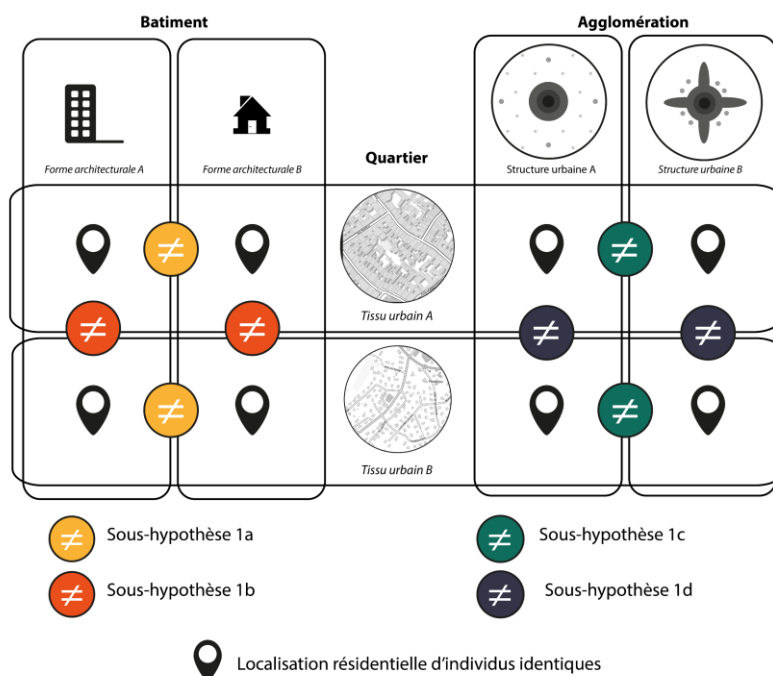 Batiment
Agglomération
Forme architecturale A
Forme architecturale B
Quartier
Structure urbaine A
Structure urbaine B
Tissu urbain A
Tissu urbain B
≠ Sous-hypothèse 1a
≠ Sous-hypothèse 1c
≠ Sous-hypothèse 1b
≠ Sous-hypothèse 1d
Localisation résidentielle d'individus identiques